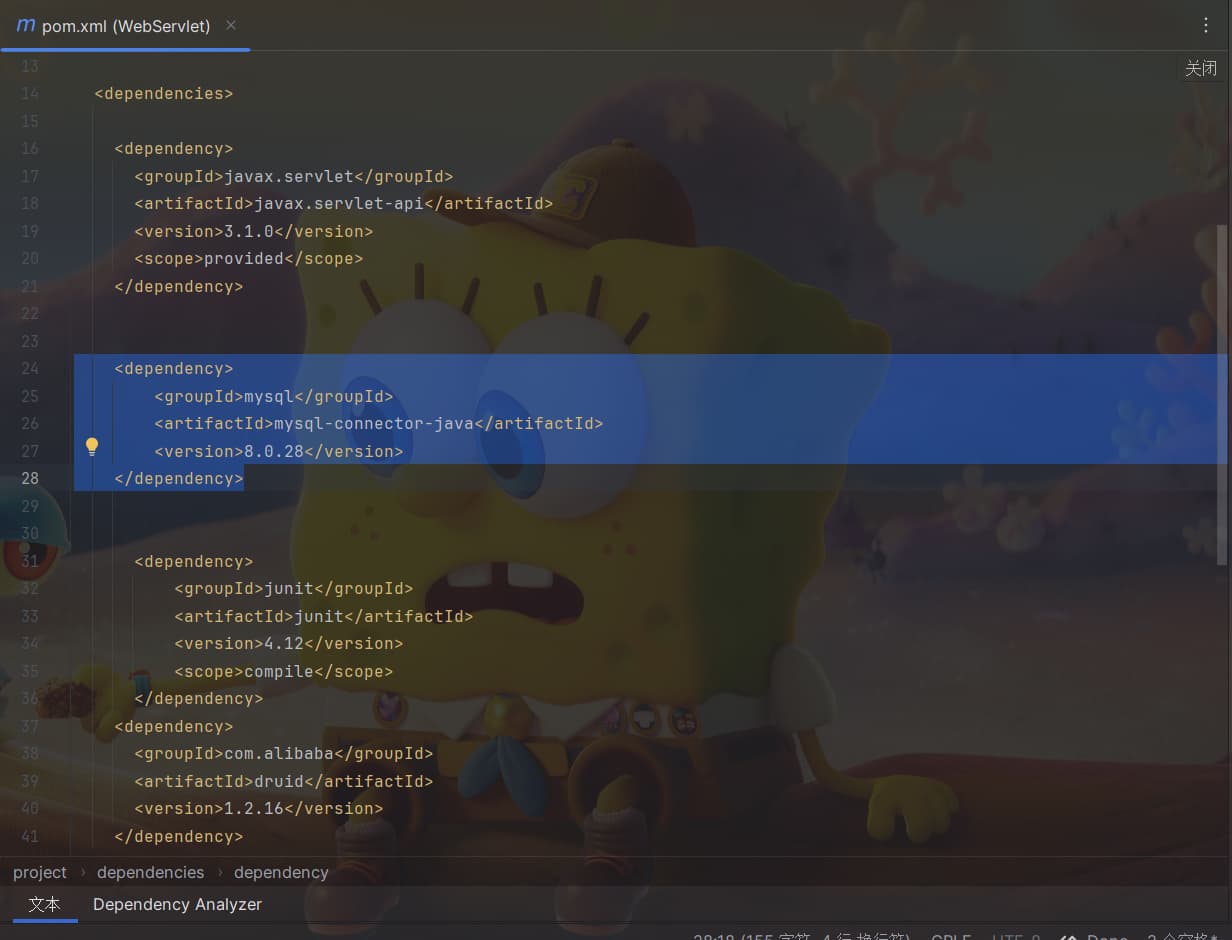 m pom.xml (WebServlet) ×
关闭
13
14 <dependencies>
15
16 <dependency>
17 <groupId>javax.servlet</groupId>
18 <artifactId>javax.servlet-api</artifactId>
19 <version>3.1.0</version>
20 <scope>provided</scope>
21 </dependency>
22
23
24 <dependency>
25 <groupId>mysql</groupId>
26 <artifactId>mysql-connector-java</artifactId>
27 <version>8.0.28</version>
28 </dependency>
29
30
31 <dependency>
32 <groupId>junit</groupId>
33 <artifactId>junit</artifactId>
34 <version>4.12</version>
35 <scope>compile</scope>
36 </dependency>
37 <dependency>
38 <groupId>com.alibaba</groupId>
39 <artifactId>druid</artifactId>
40 <version>1.2.16</version>
41 </dependency>
project › dependencies › dependency
文本 Dependency Analyzer